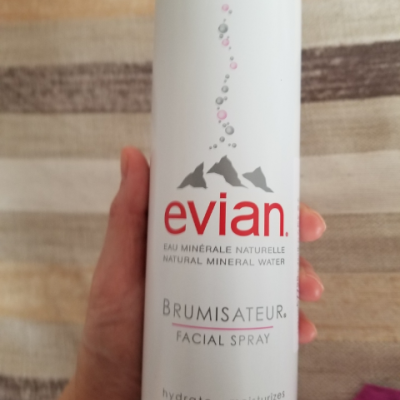 evian.
EAU MINÉRALE NATURELLE
NATURAL MINERAL WATER
BRUMISATEUR®
FACIAL SPRAY